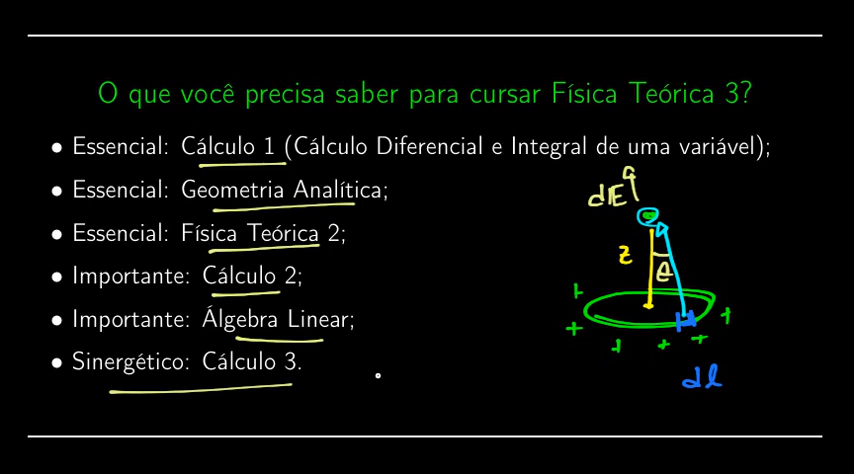 O que você precisa saber para cursar Física Teórica 3?
• Essencial: Cálculo 1 (Cálculo Diferencial e Integral de uma variável);
• Essencial: Geometria Analítica;
• Essencial: Física Teórica 2;
• Importante: Cálculo 2;
• Importante: Álgebra Linear;
• Sinergético: Cálculo 3.
dE
z
+
+
+
+
+
+
dl